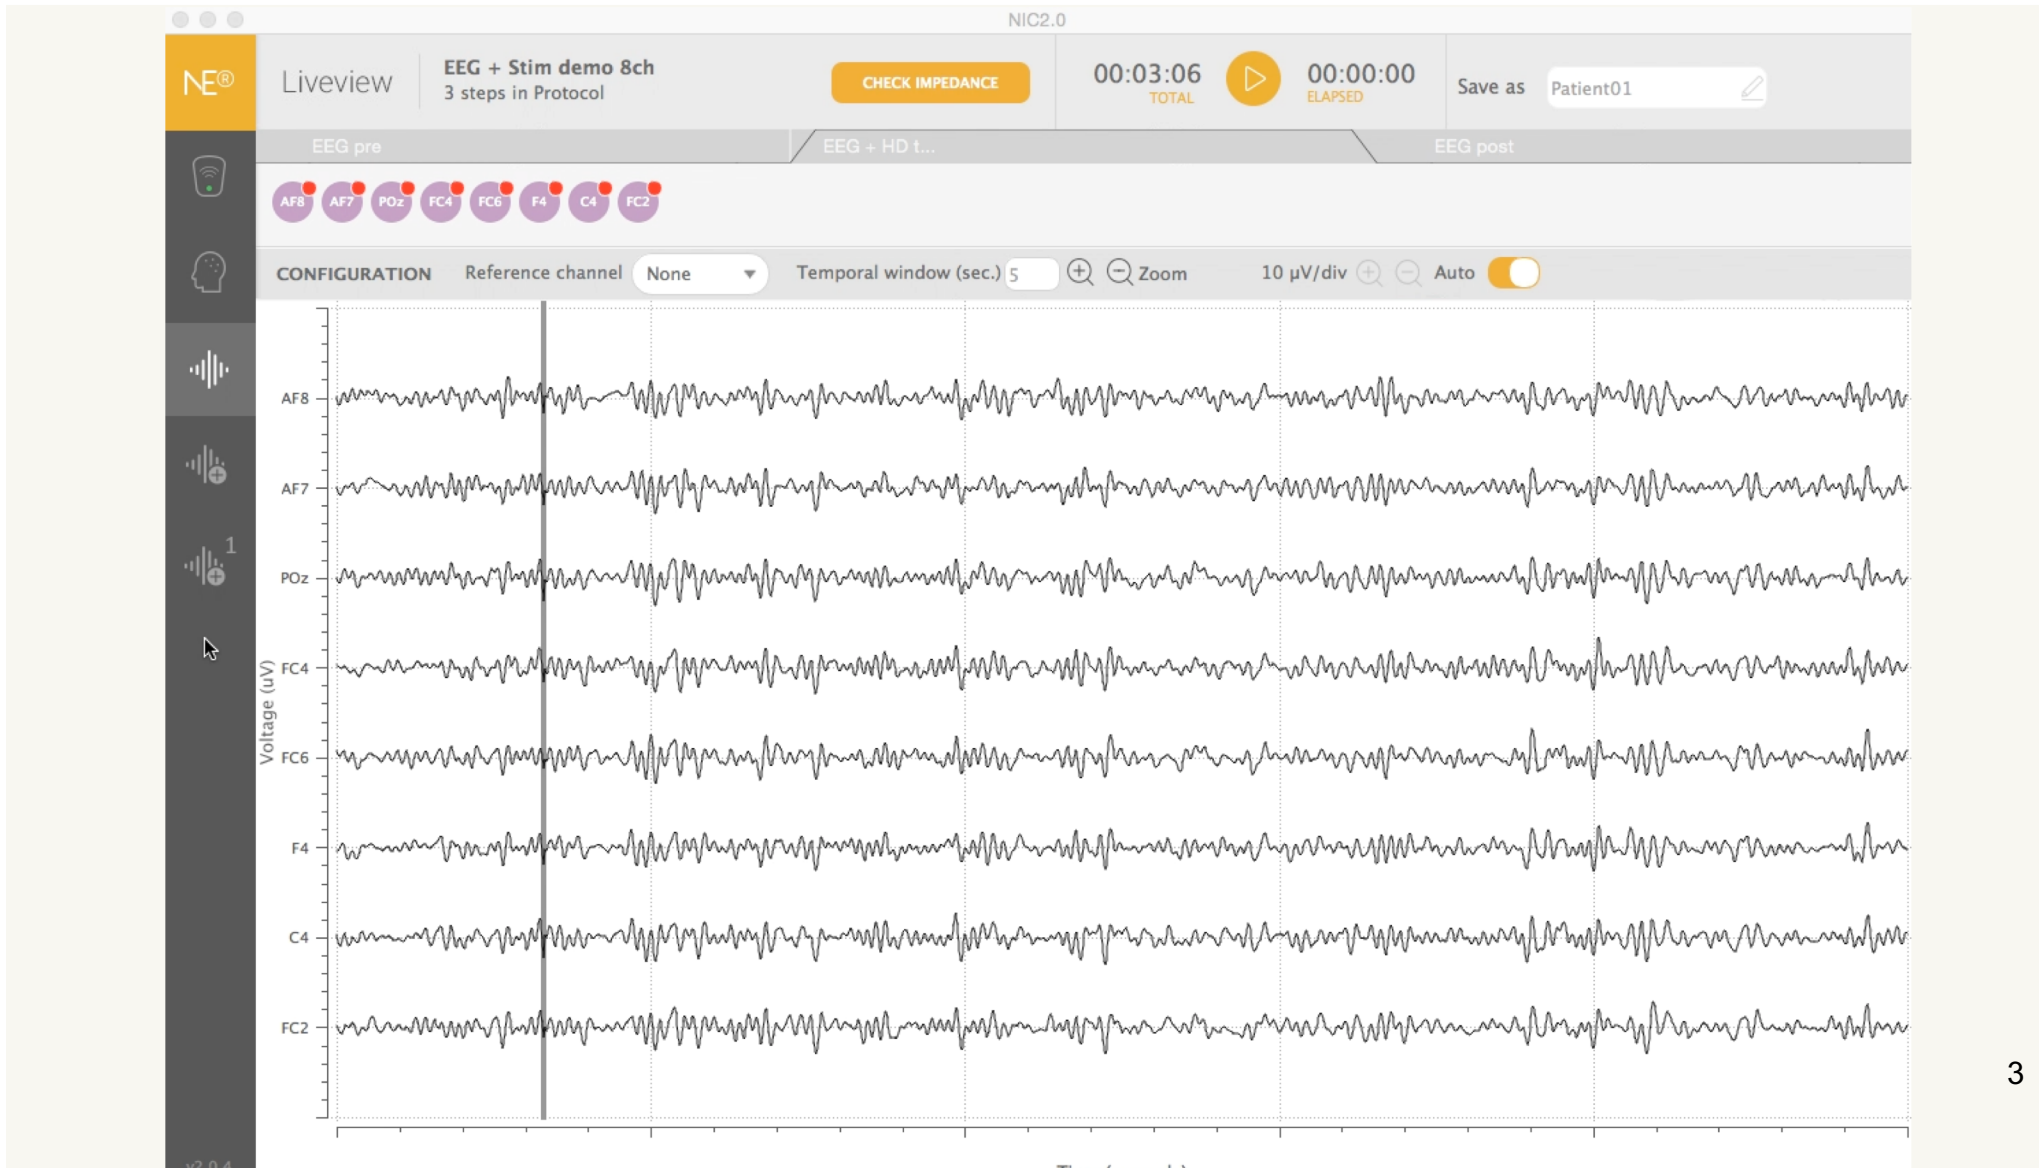 NIC2.0
NE®
Liveview
EEG + Stim demo 8ch
3 steps in Protocol
CHECK IMPEDANCE
00:03:06
TOTAL
00:00:00
ELAPSED
Save as
Patient01
EEG pre
EEG + HD t...
EEG post
AF8 AF7 POz FC4 FC6 F4 C4 FC2
CONFIGURATION Reference channel None Temporal window (sec.) 5 Zoom 10 µV/div Auto
1
Voltage (uV)
AF8
AF7
POz
FC4
FC6
F4
C4
FC2
3